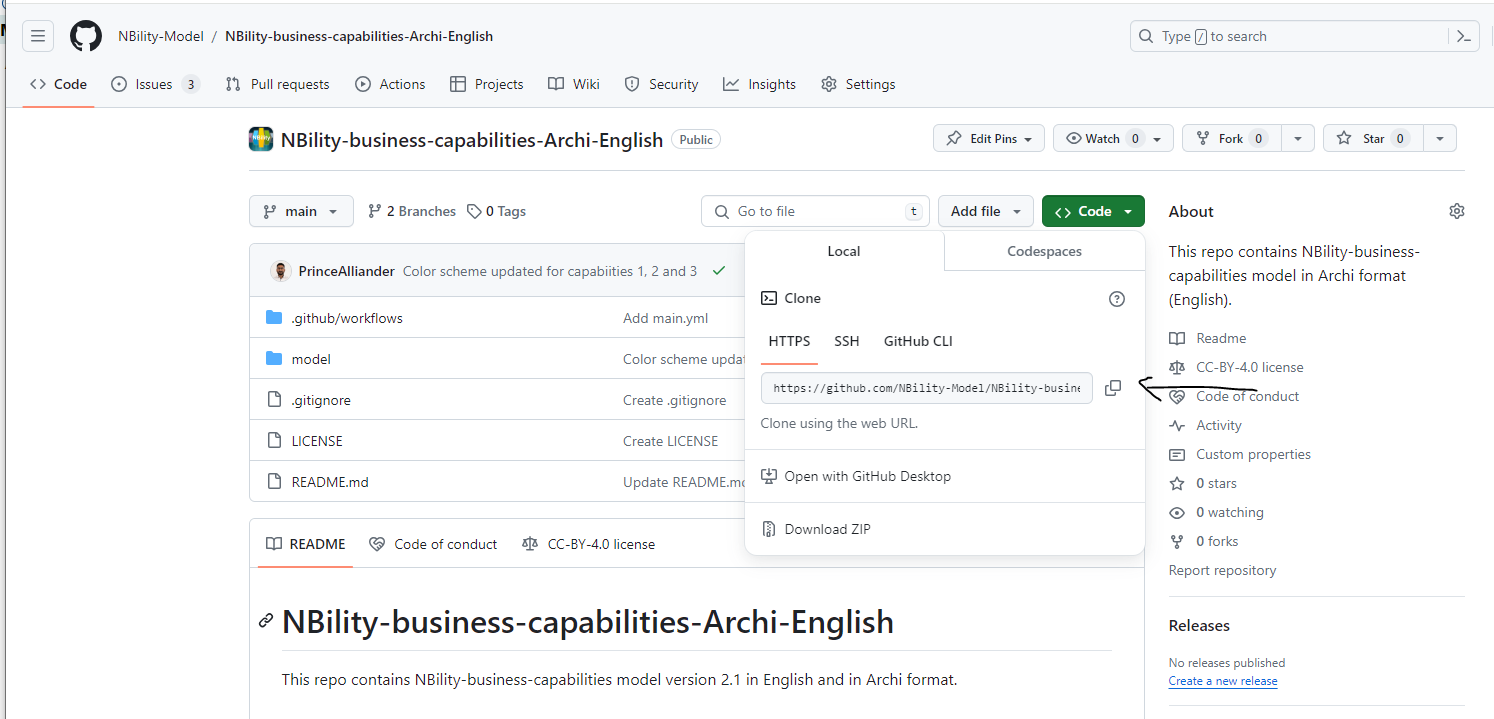 NBility-Model / NBility-business-capabilities-Archi-English
Type / to search
Code Issues 3 Pull requests Actions Projects Wiki Security Insights Settings
NBility-business-capabilities-Archi-English Public
Edit Pins Watch 0 Fork 0 Star 0
main 2 Branches 0 Tags
Go to file t Add file Code
PrinceAlliander Color scheme updated for capabiities 1, 2 and 3
.github/workflows Add main.yml
model Color scheme updat
.gitignore Create .gitignore
LICENSE Create LICENSE
README.md Update README.md
Local Codespaces
Clone
HTTPS SSH GitHub CLI
https://github.com/NBility-Model/NBility-busine
Clone using the web URL.
Open with GitHub Desktop
Download ZIP
README Code of conduct CC-BY-4.0 license
NBility-business-capabilities-Archi-English
This repo contains NBility-business-capabilities model version 2.1 in English and in Archi format.
About
This repo contains NBility-business-
capabilities model in Archi format
(English).
Readme
CC-BY-4.0 license
Code of conduct
Activity
Custom properties
0 stars
0 watching
0 forks
Report repository
Releases
No releases published
Create a new release